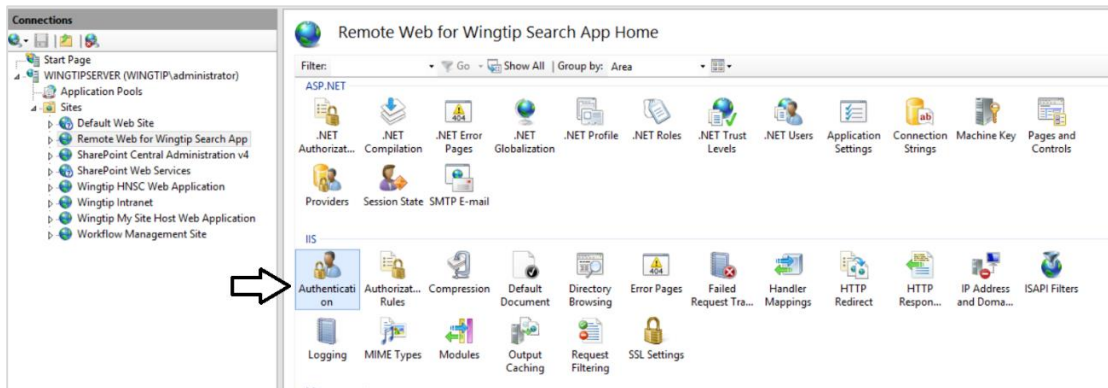 Connections
Start Page
WINGTIPSERVER (WINGTIP\administrator)
Application Pools
Sites
Default Web Site
Remote Web for Wingtip Search App
SharePoint Central Administration v4
SharePoint Web Services
Wingtip HNSC Web Application
Wingtip Intranet
Wingtip My Site Host Web Application
Workflow Management Site
Remote Web for Wingtip Search App Home
Filter: Go Show All Group by: Area
ASP.NET
.NET .NET .NET Error .NET .NET Profile .NET Roles .NET Trust .NET Users Application Connection Machine Key Pages and
Authorizat... Compilation Pages Globalization Levels Settings Strings Controls
Providers Session State SMTP E-mail
IIS
Authenticati Authorizat... Compression Default Directory Error Pages Failed Handler HTTP HTTP IP Address ISAPI Filters
on Rules Document Browsing Request Tra... Mappings Redirect Respon... and Doma...
Logging MIME Types Modules Output Request SSL Settings
Caching Filtering